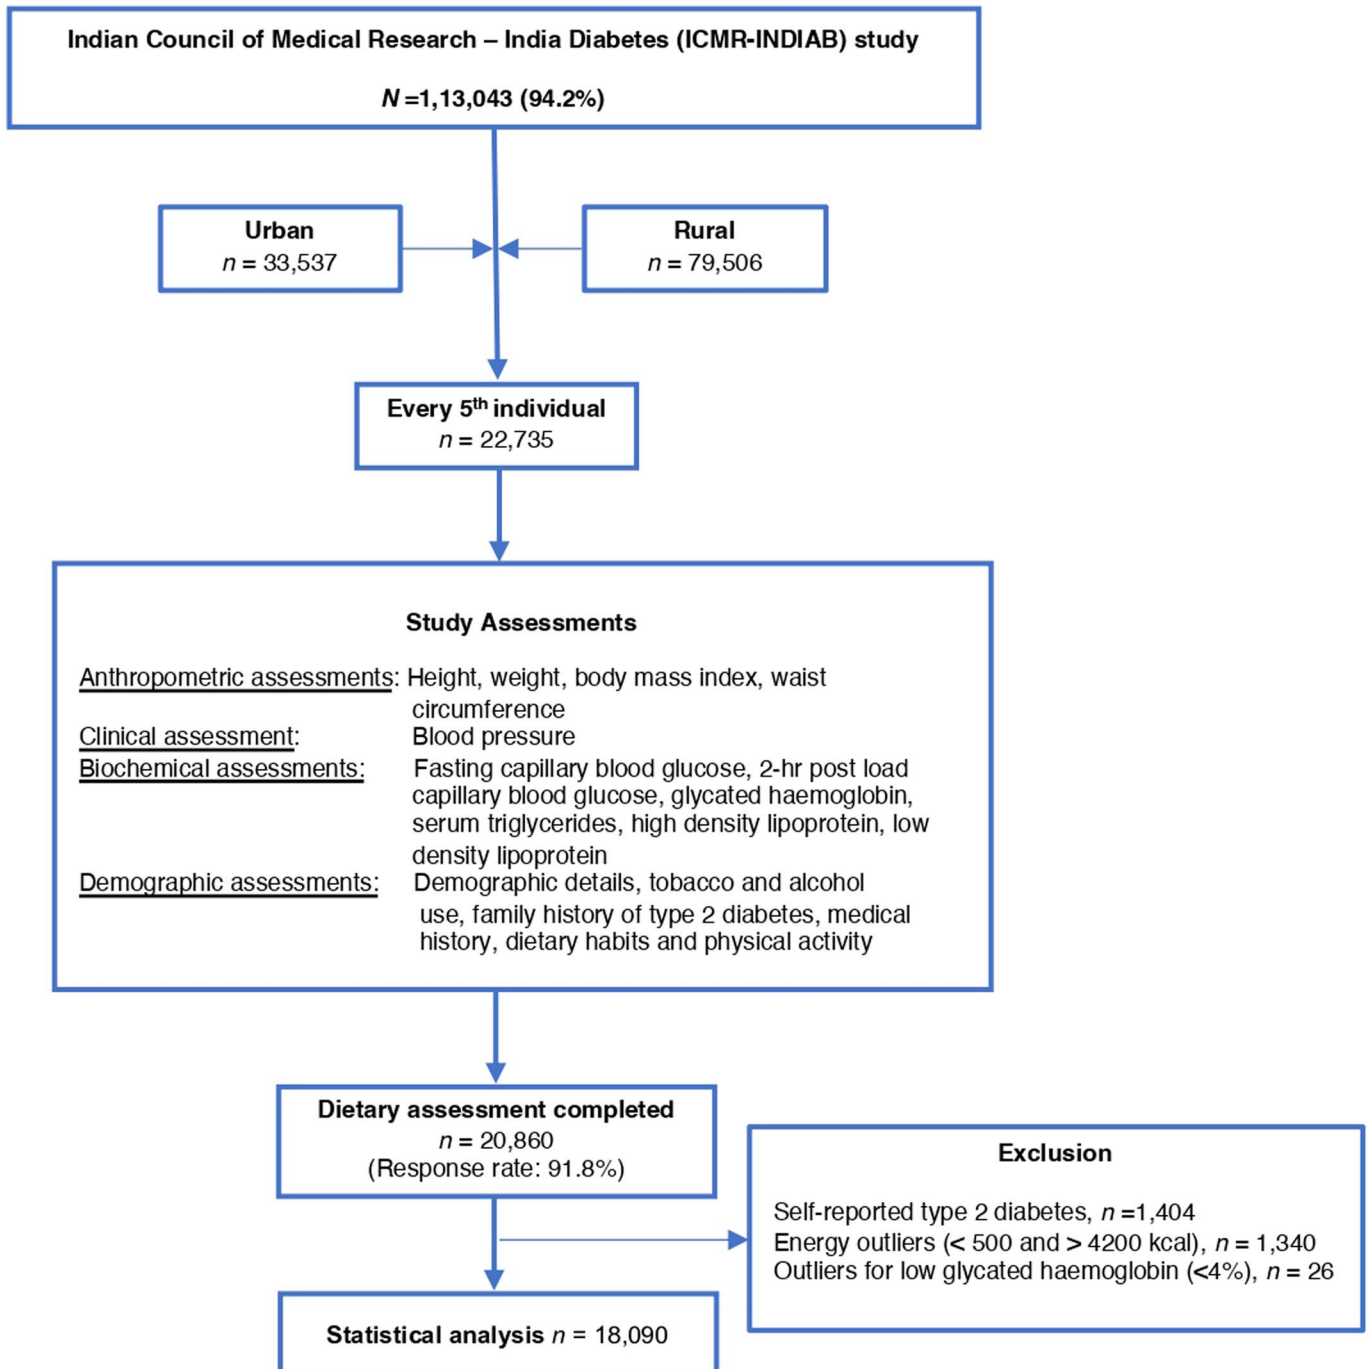 Indian Council of Medical Research – India Diabetes (ICMR-INDIAB) study
N =1,13,043 (94.2%)
Urban
n = 33,537
Rural
n = 79,506
Every 5th individual
n = 22,735
Study Assessments
Anthropometric assessments: Height, weight, body mass index, waist
circumference
Clinical assessment: Blood pressure
Biochemical assessments: Fasting capillary blood glucose, 2-hr post load
capillary blood glucose, glycated haemoglobin,
serum triglycerides, high density lipoprotein, low
density lipoprotein
Demographic assessments: Demographic details, tobacco and alcohol
use, family history of type 2 diabetes, medical
history, dietary habits and physical activity
Dietary assessment completed
n = 20,860
(Response rate: 91.8%)
Exclusion
Self-reported type 2 diabetes, n =1,404
Energy outliers (< 500 and > 4200 kcal), n = 1,340
Outliers for low glycated haemoglobin (<4%), n = 26
Statistical analysis n = 18,090